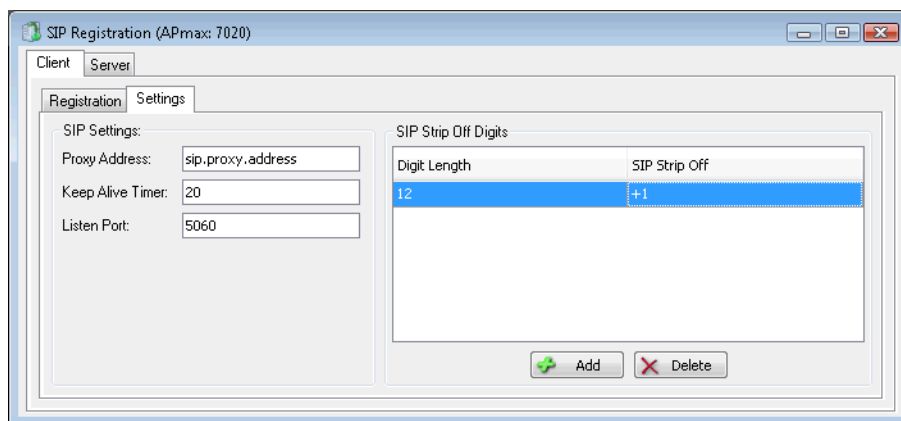 SIP Registration (APmax: 7020)
Client Server
Registration Settings
SIP Settings:
Proxy Address: sip.proxy.address
Keep Alive Timer: 20
Listen Port: 5060
SIP Strip Off Digits
Digit Length SIP Strip Off
12 +1
Add Delete